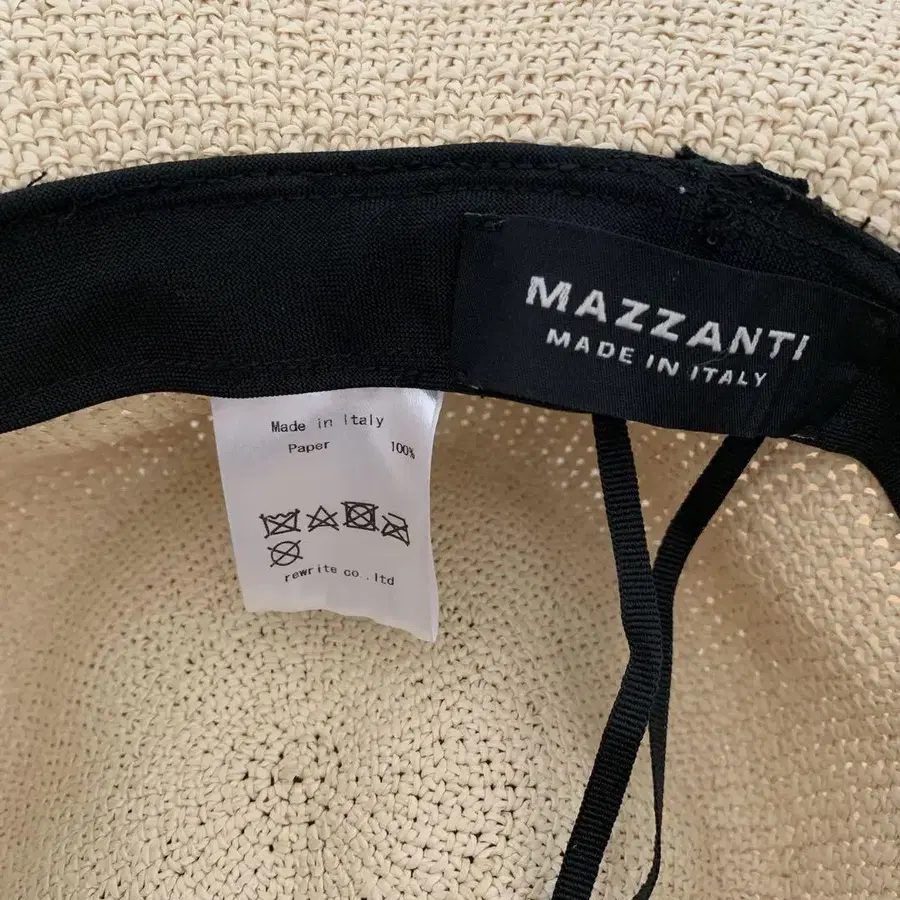 MAZZANTI
MADE IN ITALY
Made in Italy
Paper 100%
rewrite co.,ltd